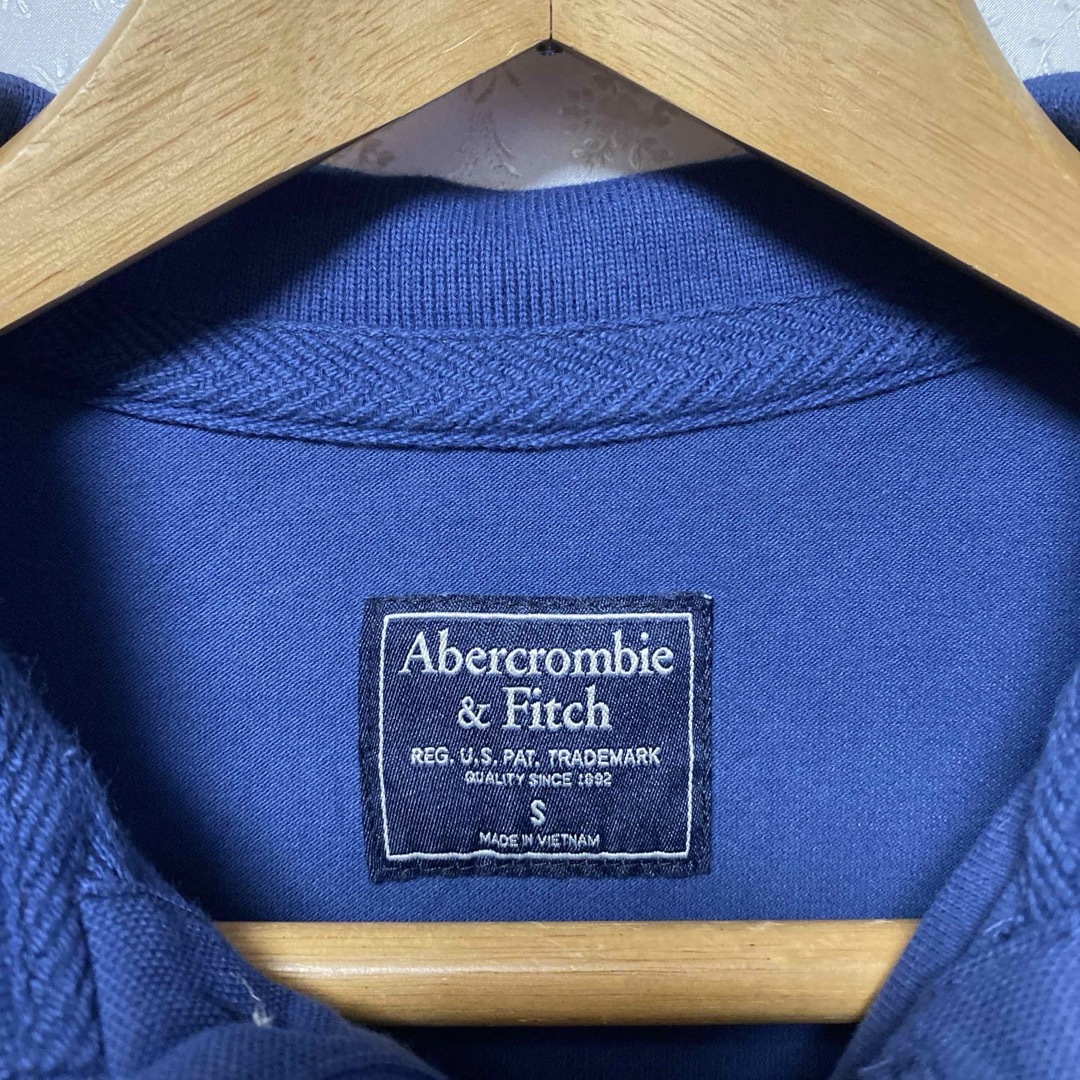 Abercrombie
& Fitch
REG. U.S. PAT. TRADEMARK
QUALITY SINCE 1892
S
MADE IN VIETNAM